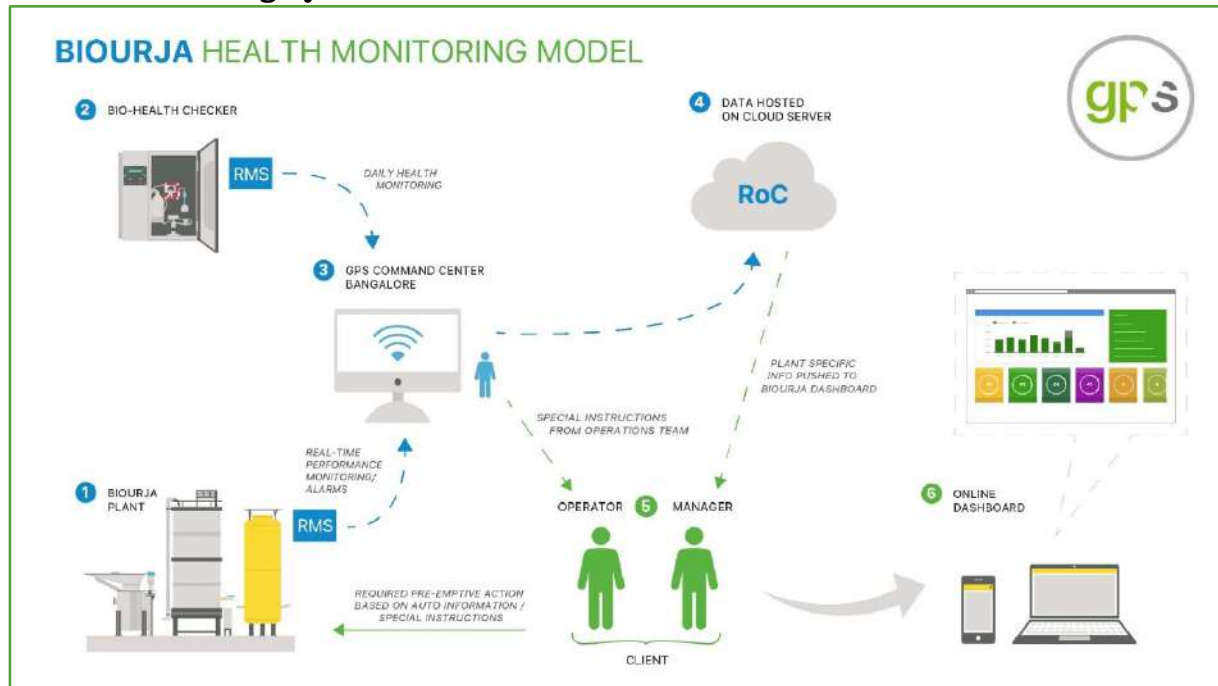 BIOURJA HEALTH MONITORING MODEL
gps
2 BIO-HEALTH CHECKER
RMS
DAILY HEALTH
MONITORING
4 DATA HOSTED
ON CLOUD SERVER
RoC
3 GPS COMMAND CENTER
BANGALORE
PLANT SPECIFIC
INFO PUSHED TO
BIOURJA DASHBOARD
SPECIAL INSTRUCTIONS
FROM OPERATIONS TEAM
REAL-TIME
PERFORMANCE
MONITORING/
ALARMS
1 BIOURJA
PLANT
RMS
OPERATOR 5 MANAGER
6 ONLINE
DASHBOARD
REQUIRED PRE-EMPTIVE ACTION
BASED ON AUTO INFORMATION /
SPECIAL INSTRUCTIONS
CLIENT